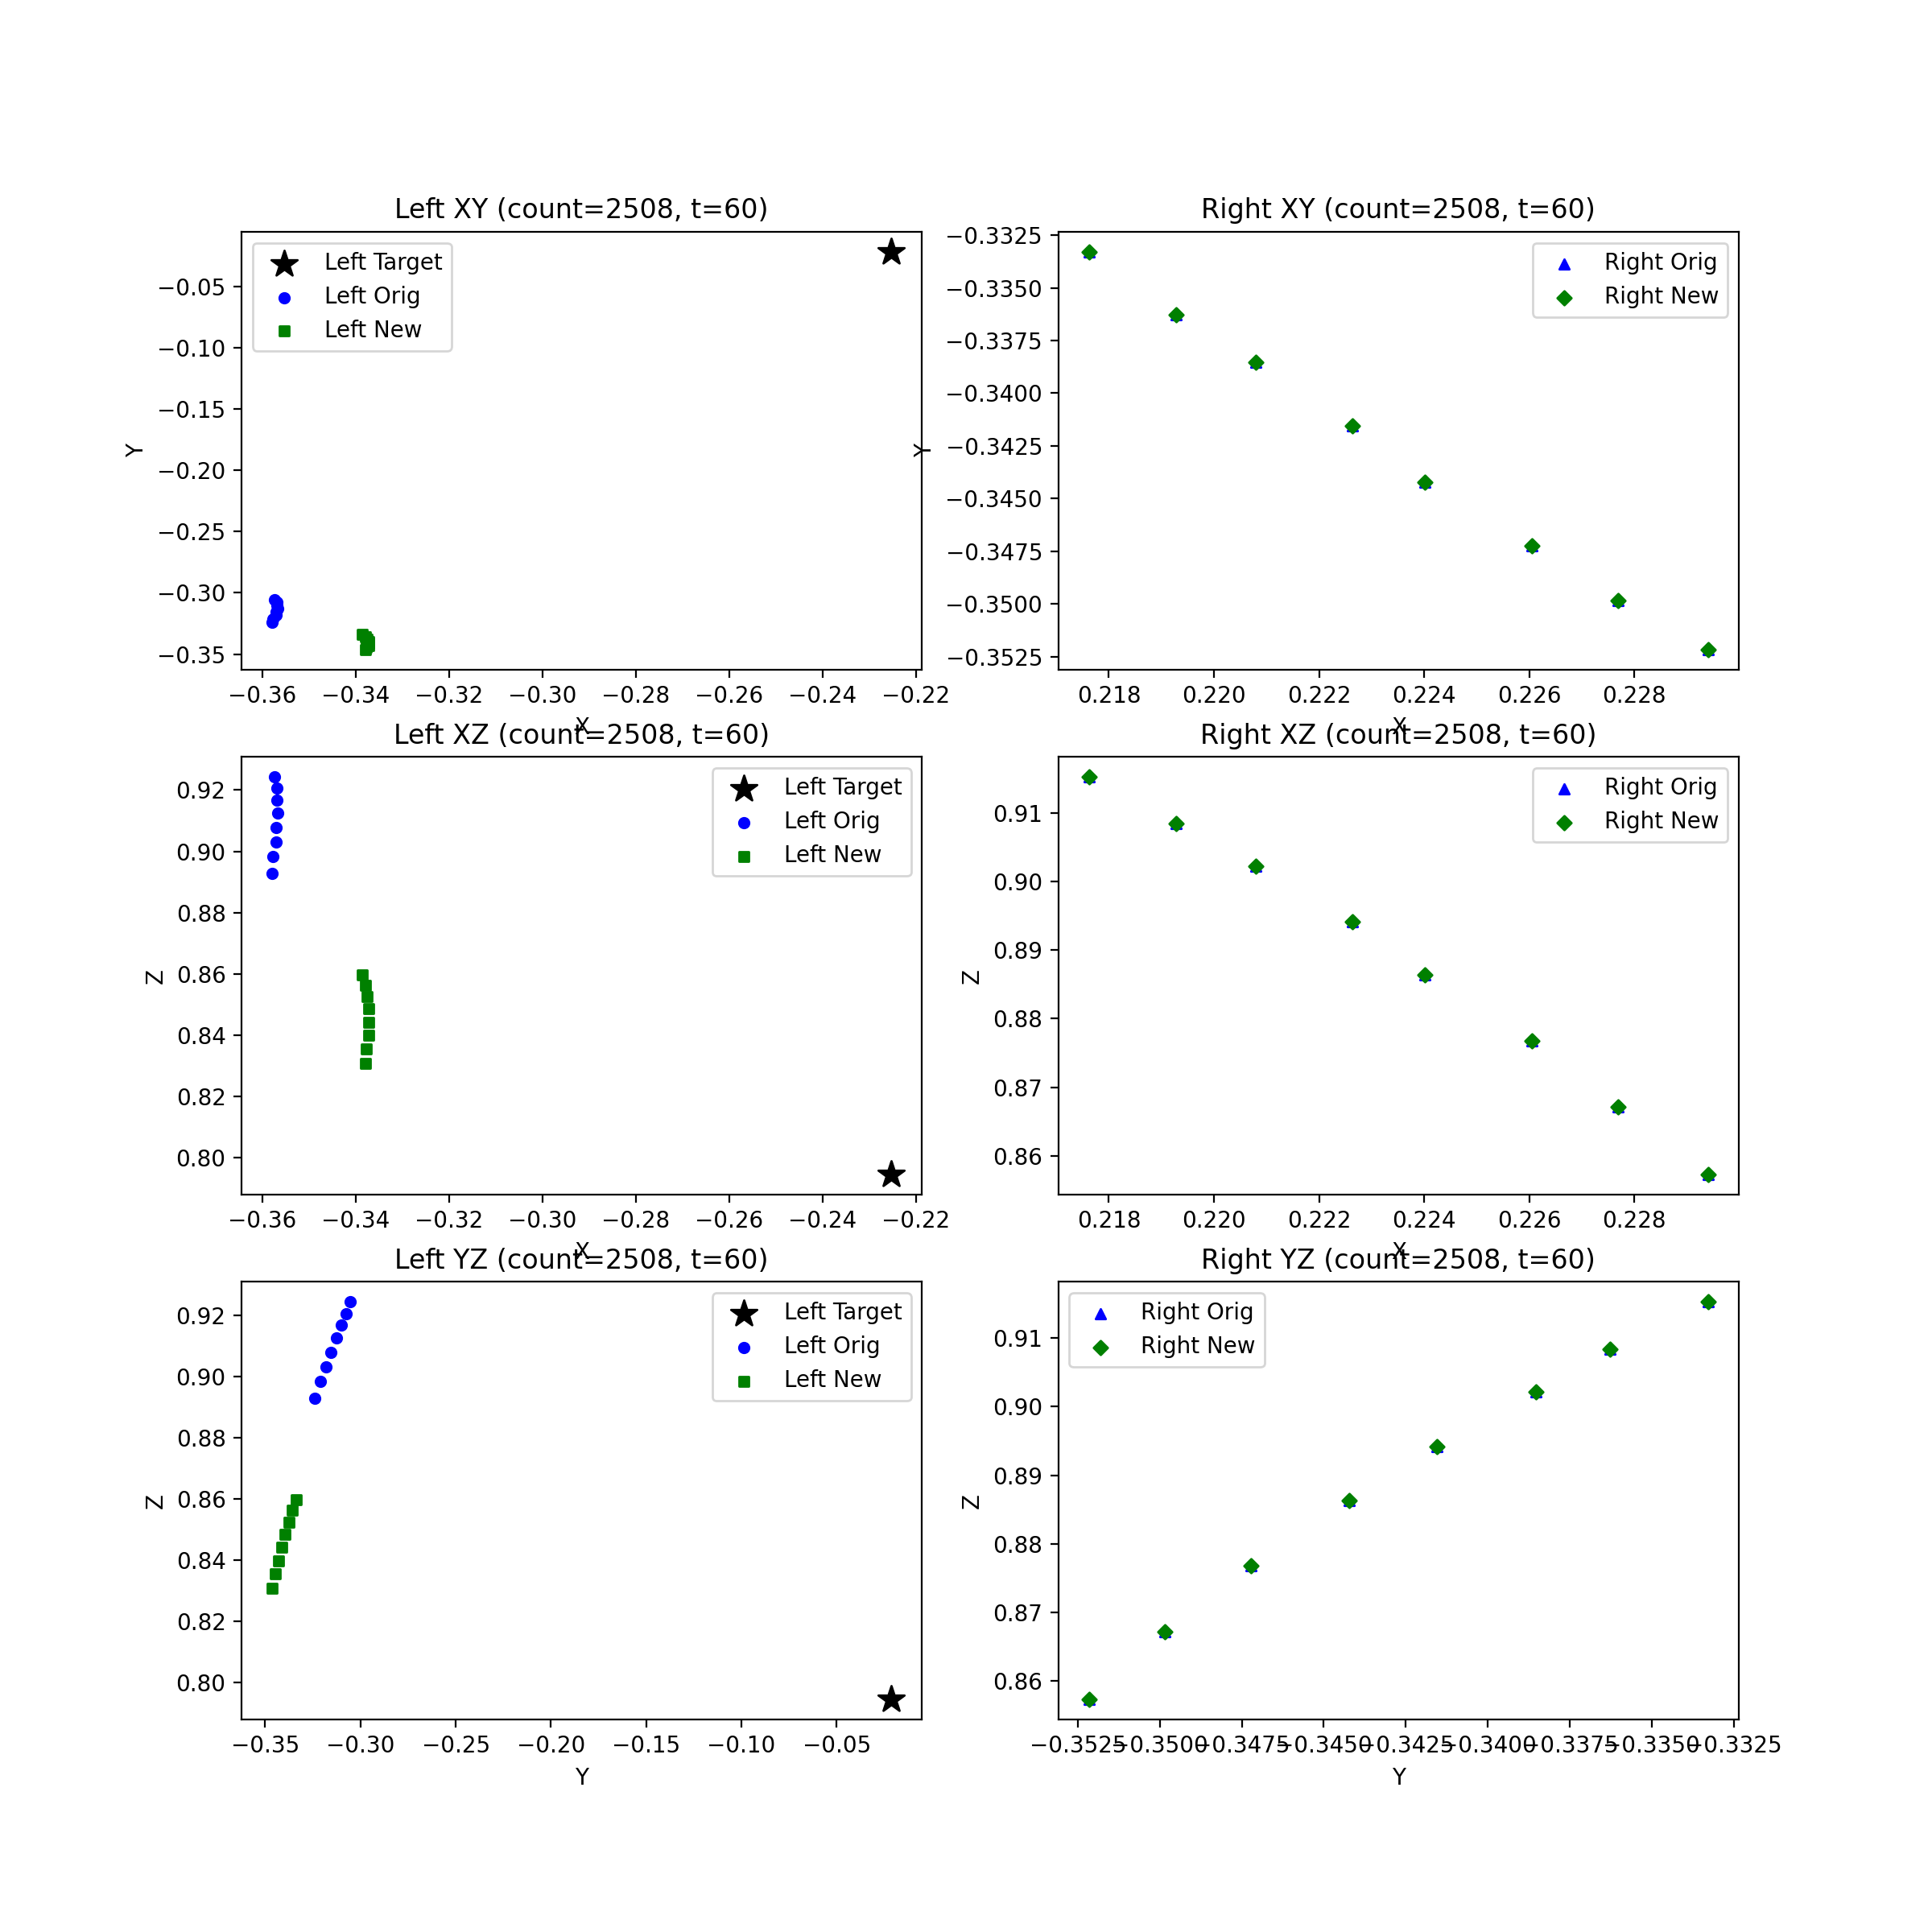 Left XY (count=2508, t=60)
Left Target
Left Orig
Left New
−0.05
−0.10
−0.15
−0.20
−0.25
−0.30
−0.35
Y
−0.36 −0.34 −0.32 −0.30 −0.28 −0.26 −0.24 −0.22
X
Right XY (count=2508, t=60)
Right Orig
Right New
−0.3325
−0.3350
−0.3375
−0.3400
−0.3425
−0.3450
−0.3475
−0.3500
−0.3525
Y
0.218 0.220 0.222 0.224 0.226 0.228
X
Left XZ (count=2508, t=60)
Left Target
Left Orig
Left New
0.92
0.90
0.88
0.86
0.84
0.82
0.80
Z
−0.36 −0.34 −0.32 −0.30 −0.28 −0.26 −0.24 −0.22
X
Right XZ (count=2508, t=60)
Right Orig
Right New
0.91
0.90
0.89
0.88
0.87
0.86
Z
0.218 0.220 0.222 0.224 0.226 0.228
X
Left YZ (count=2508, t=60)
Left Target
Left Orig
Left New
0.92
0.90
0.88
0.86
0.84
0.82
0.80
Z
−0.35 −0.30 −0.25 −0.20 −0.15 −0.10 −0.05
Y
Right YZ (count=2508, t=60)
Right Orig
Right New
0.91
0.90
0.89
0.88
0.87
0.86
Z
−0.3525 −0.3500 −0.3475 −0.3450 −0.3425 −0.3400 −0.3375 −0.3350 −0.3325
Y